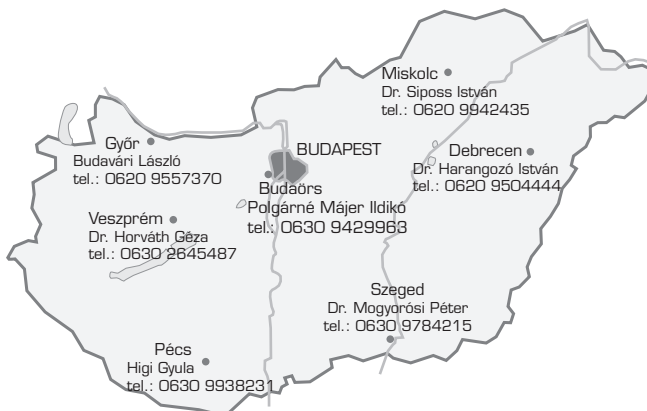 Miskolc
Dr. Siposs István
tel.: 0620 9942435
Győr
Budavári László
tel.: 0620 9557370
BUDAPEST
Debrecen
Dr. Harangozó István
tel.: 0620 9504444
Budaörs
Polgárné Májer Ildikó
tel.: 0630 9429963
Veszprém
Dr. Horváth Géza
tel.: 0630 2645487
Szeged
Dr. Mogyorósi Péter
tel.: 0630 9784215
Pécs
Higi Gyula
tel.: 0630 9938231